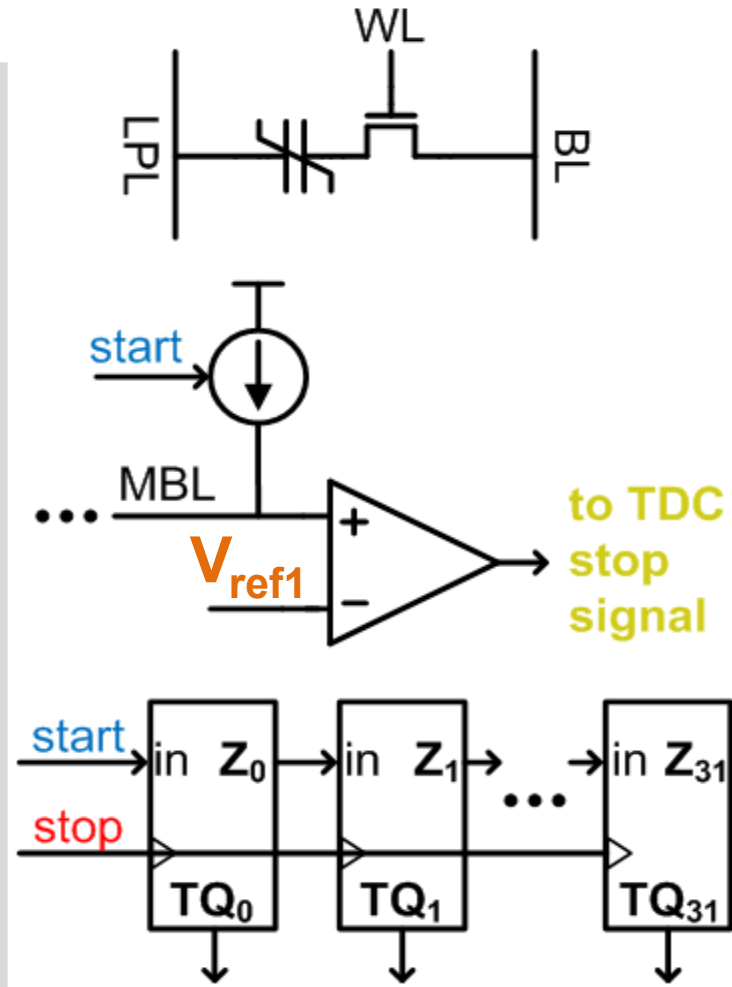 WL
LPL
BL
start
MBL
V_ref1
+
−
to TDC
stop
signal
start
in Z₀ in Z₁ ••• in Z₃₁
stop
TQ₀ TQ₁ TQ₃₁